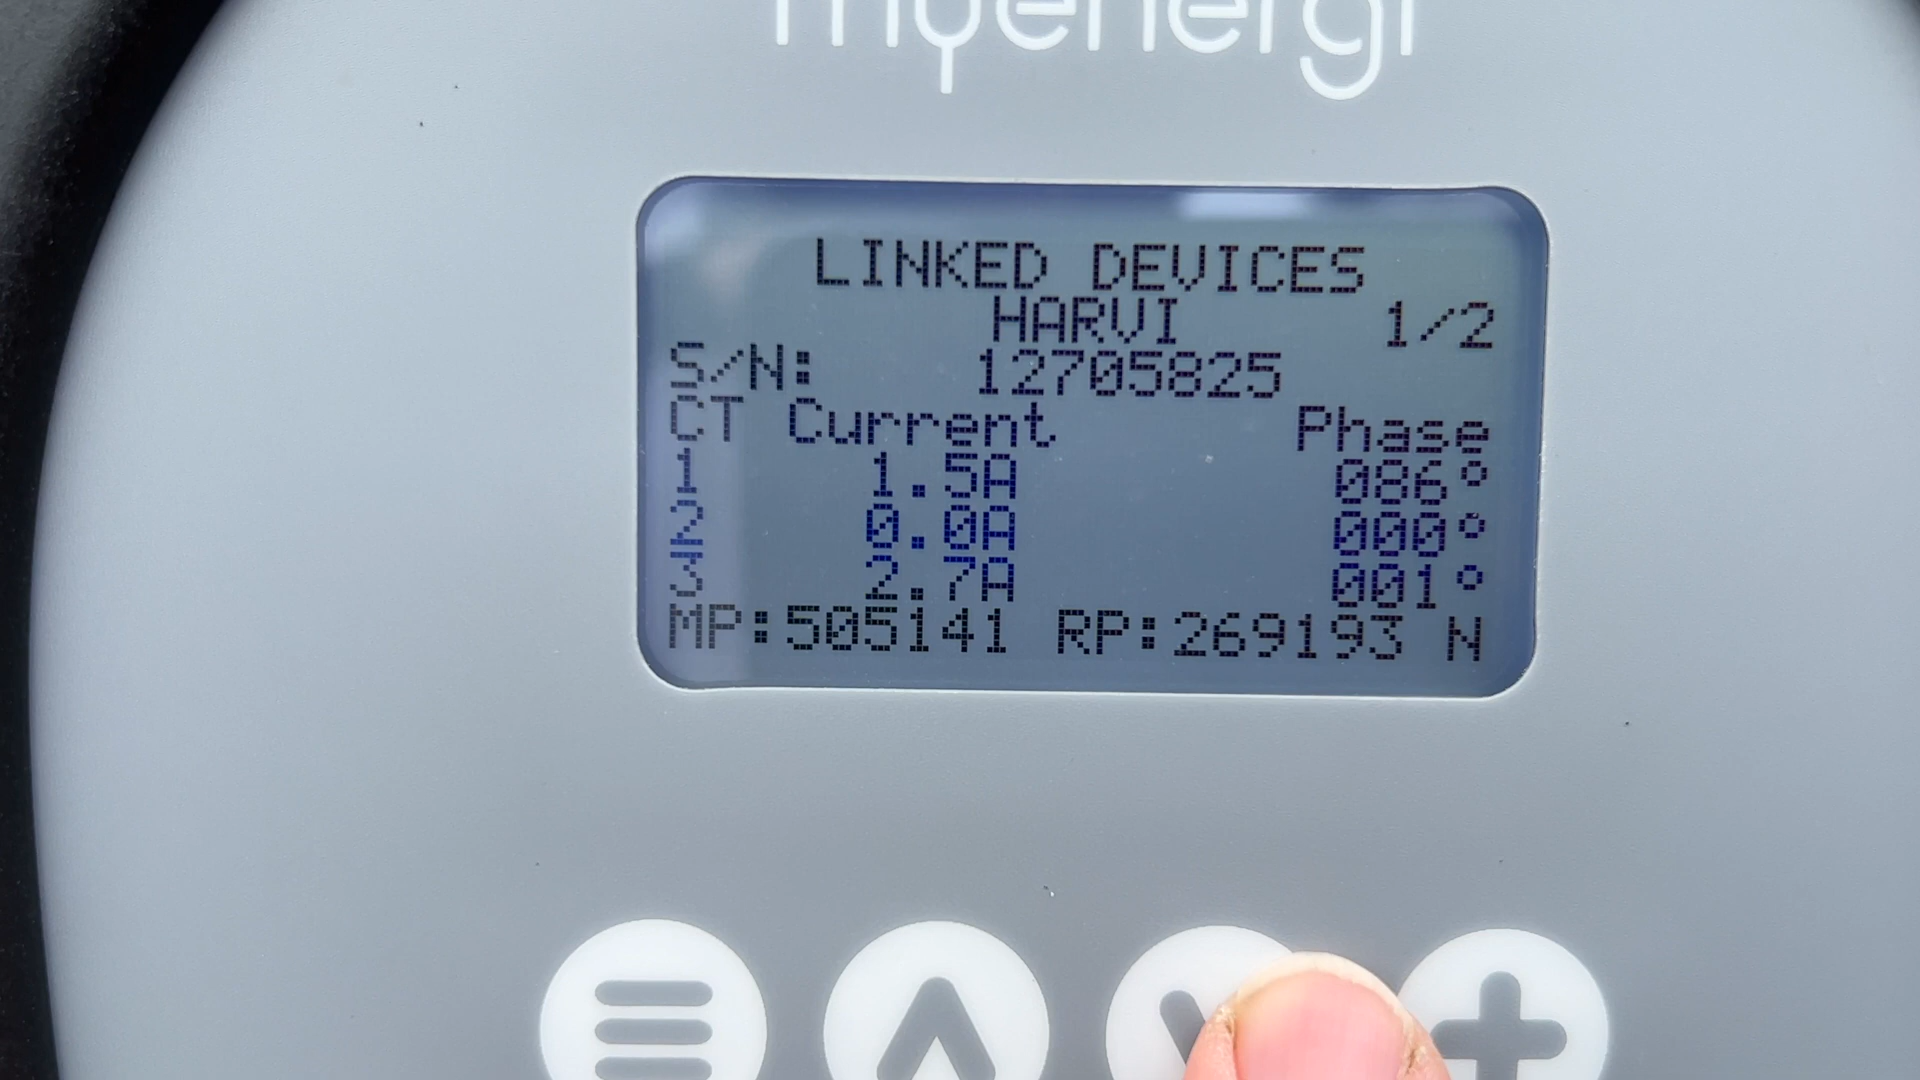 myenergi
LINKED DEVICES
HARVI 1/2
S/N: 12705825
CT Current Phase
1 1.5A 086°
2 0.0A 000°
3 2.7A 001°
MP:505141 RP:269193 N